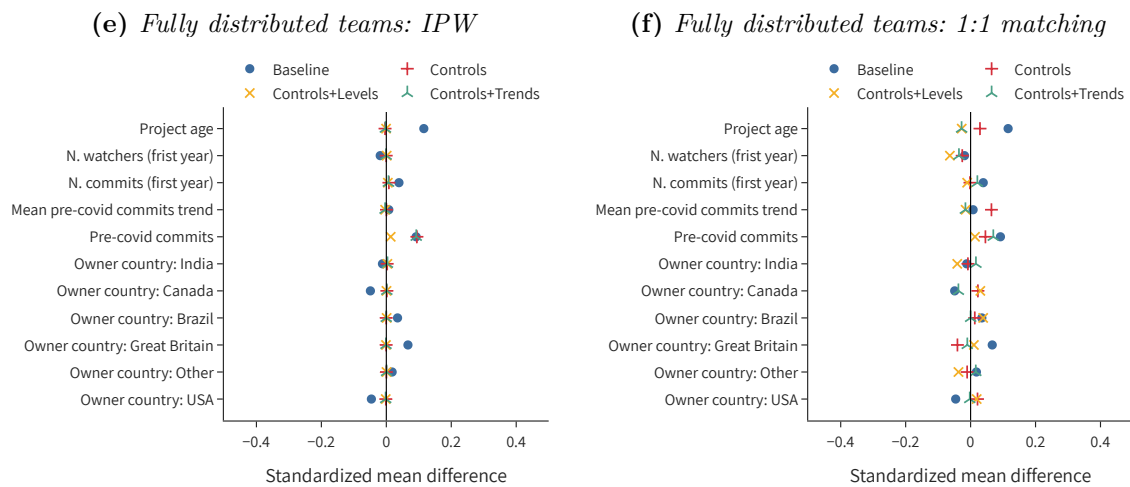 (e) Fully distributed teams: IPW
Baseline Controls
Controls+Levels Controls+Trends
Project age
N. watchers (frist year)
N. commits (first year)
Mean pre-covid commits trend
Pre-covid commits
Owner country: India
Owner country: Canada
Owner country: Brazil
Owner country: Great Britain
Owner country: Other
Owner country: USA
−0.4 −0.2 0 0.2 0.4
Standardized mean difference
(f) Fully distributed teams: 1:1 matching
Baseline Controls
Controls+Levels Controls+Trends
Project age
N. watchers (frist year)
N. commits (first year)
Mean pre-covid commits trend
Pre-covid commits
Owner country: India
Owner country: Canada
Owner country: Brazil
Owner country: Great Britain
Owner country: Other
Owner country: USA
−0.4 −0.2 0 0.2 0.4
Standardized mean difference